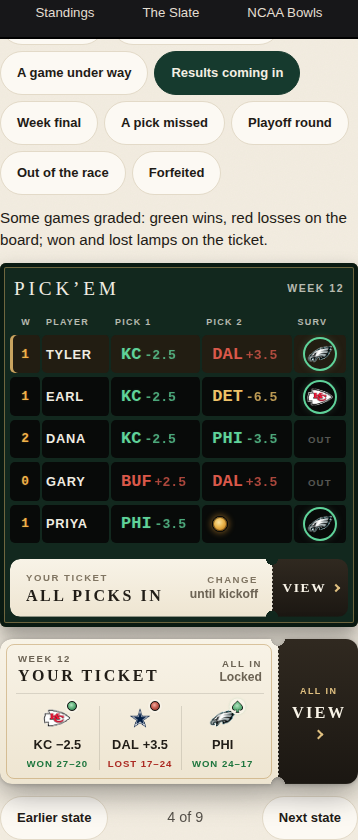 Standings The Slate NCAA Bowls
A game under way Results coming in
Week final A pick missed Playoff round
Out of the race Forfeited
Some games graded: green wins, red losses on the
board; won and lost lamps on the ticket.
PICK’EM WEEK 12
W PLAYER PICK 1 PICK 2 SURV
1 TYLER KC -2.5 DAL +3.5
1 EARL KC -2.5 DET -6.5
2 DANA KC -2.5 PHI -3.5 OUT
0 GARY BUF +2.5 DAL +3.5 OUT
1 PRIYA PHI -3.5
YOUR TICKET CHANGE
ALL PICKS IN until kickoff VIEW
WEEK 12 ALL IN
YOUR TICKET Locked
ALL IN
VIEW
KC −2.5 DAL +3.5 PHI
WON 27–20 LOST 17–24 WON 24–17
Earlier state 4 of 9 Next state